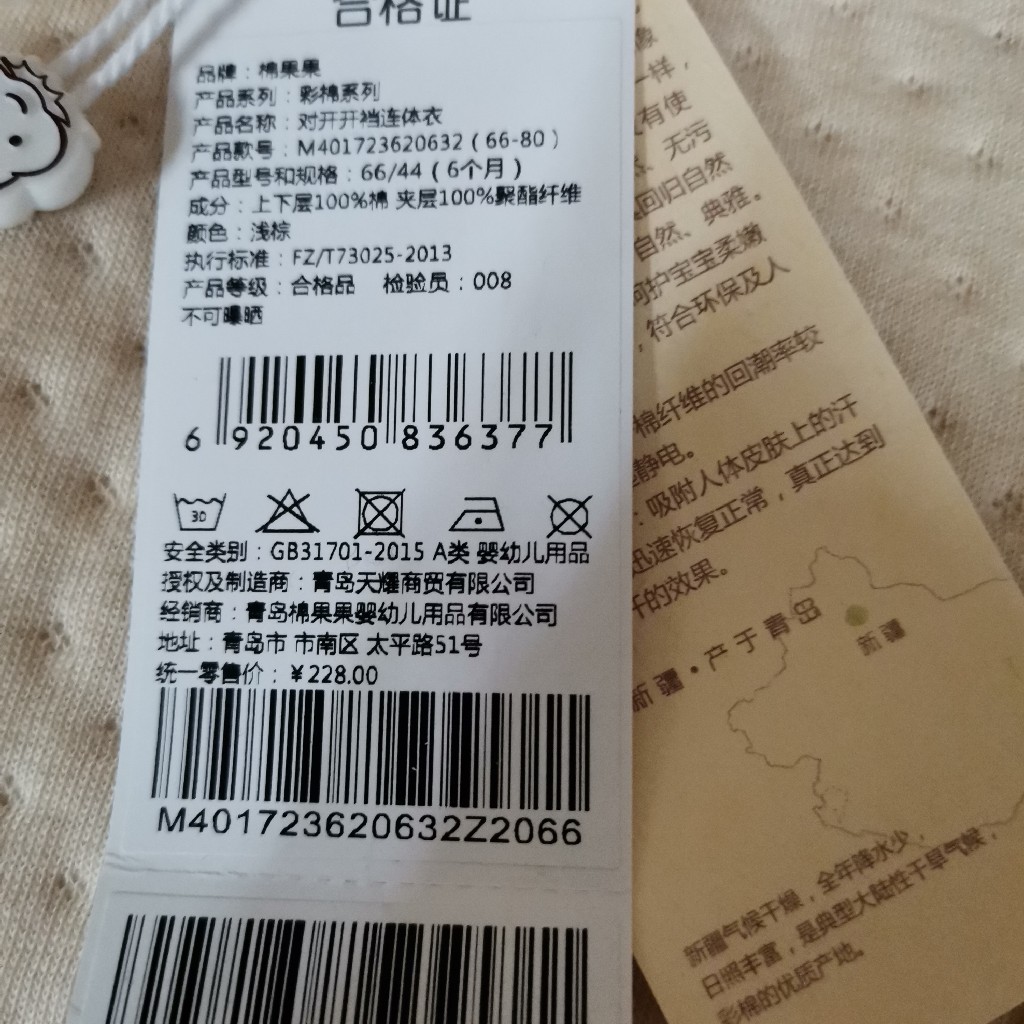 合格证
品牌：棉果果
产品系列：彩棉系列
产品名称：对开开裆连体衣
产品款号：M401723620632（66-80）
产品型号和规格：66/44（6个月）
成分：上下层100%棉 夹层100%聚酯纤维
颜色：浅棕
执行标准：FZ/T73025-2013
产品等级：合格品 检验员：008
不可曝晒
6 920450 836377
30
安全类别：GB31701-2015 A类 婴幼儿用品
授权及制造商：青岛天耀商贸有限公司
经销商：青岛棉果果婴幼儿用品有限公司
地址：青岛市 市南区 太平路51号
统一零售价：￥228.00
M401723620632Z2066
像
一样，
有使
无污
回归自然
自然、典雅。
呵护宝宝柔嫩
，符合环保及人
棉纤维的回潮率较
静电。
：吸附人体皮肤上的汗
迅速恢复正常，真正达到
的效果。
新疆•产于青岛
新疆
新疆气候干燥，全年降水少，
日照丰富，是典型大陆性干旱气候，
彩棉的优质产地。